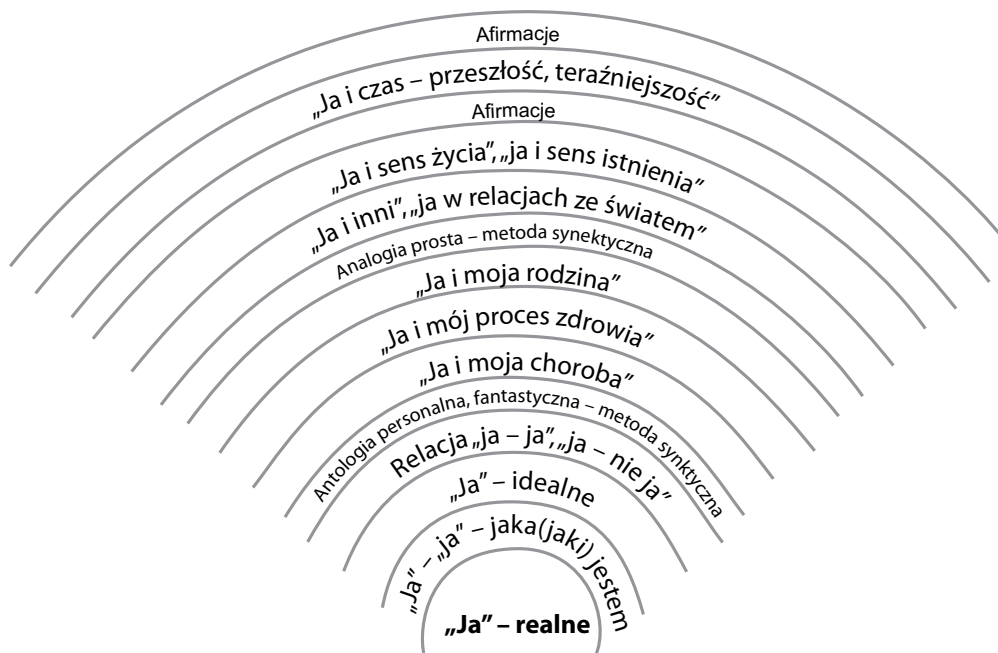 Afirmacje
„Ja i czas – przeszłość, teraźniejszość”
Afirmacje
„Ja i sens życia”, „ja i sens istnienia”
„Ja i inni”, „ja w relacjach ze światem”
Analogia prosta – metoda synektyczna
„Ja i moja rodzina”
„Ja i mój proces zdrowia”
„Ja i moja choroba”
Antologia personalna, fantastyczna – metoda synktyczna
Relacja „ja – ja”, „ja – nie ja”
„Ja” – idealne
„Ja” – „ja” – jaka(jaki) jestem
„Ja” – realne